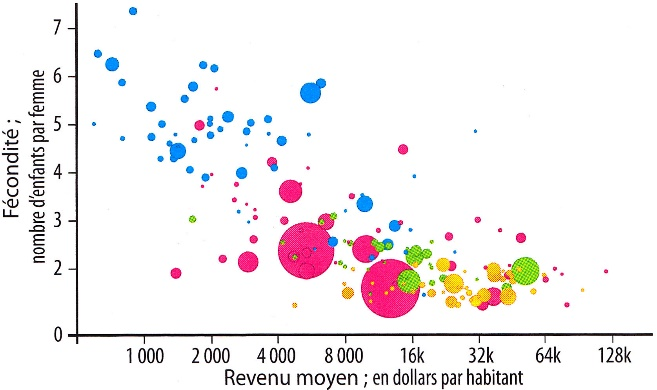 Fécondité ;
nombre d'enfants par femme
7
6
5
4
3
2
0
1 000
2 000
4 000
8 000
16k
32k
64k
128k
Revenu moyen ; en dollars par habitant